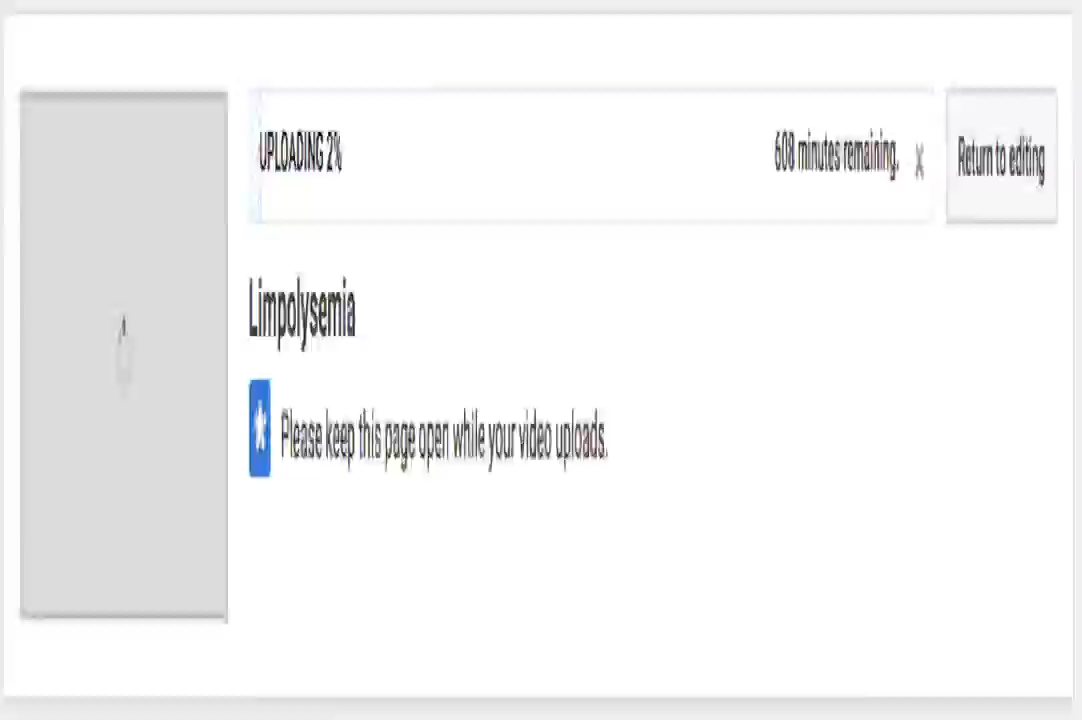 UPLOADING 2%
608 minutes remaining.
x
Return to editing
Limpolysemia
Please keep this page open while your video uploads.